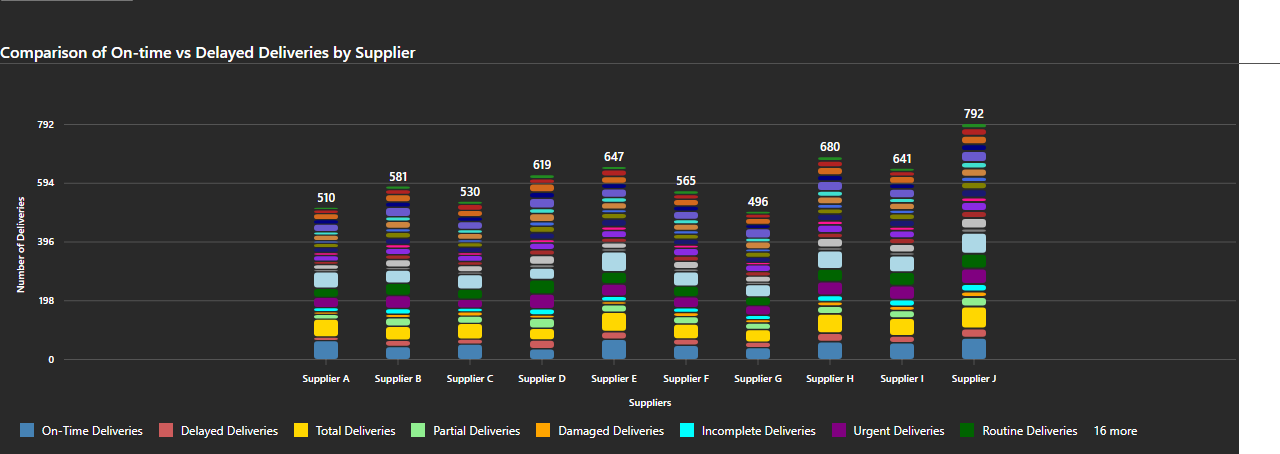 Comparison of On-time vs Delayed Deliveries by Supplier
792
594
396
198
0
Number of Deliveries
510
581
530
619
647
565
496
680
641
792
Supplier A
Supplier B
Supplier C
Supplier D
Supplier E
Supplier F
Supplier G
Supplier H
Supplier I
Supplier J
Suppliers
On-Time Deliveries
Delayed Deliveries
Total Deliveries
Partial Deliveries
Damaged Deliveries
Incomplete Deliveries
Urgent Deliveries
Routine Deliveries
16 more